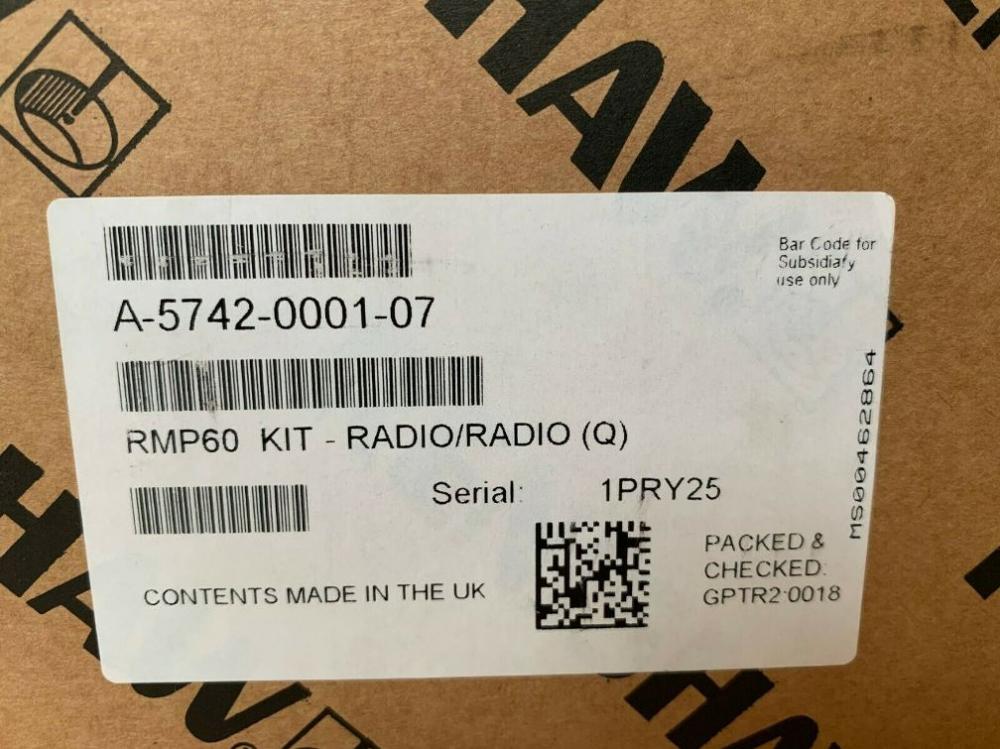 A-5742-0001-07
Bar Code for
Subsidiary
use only
RMP60 KIT - RADIO/RADIO (Q)
Serial: 1PRY25
MS00462864
PACKED &
CHECKED:
GPTR2:0018
CONTENTS MADE IN THE UK